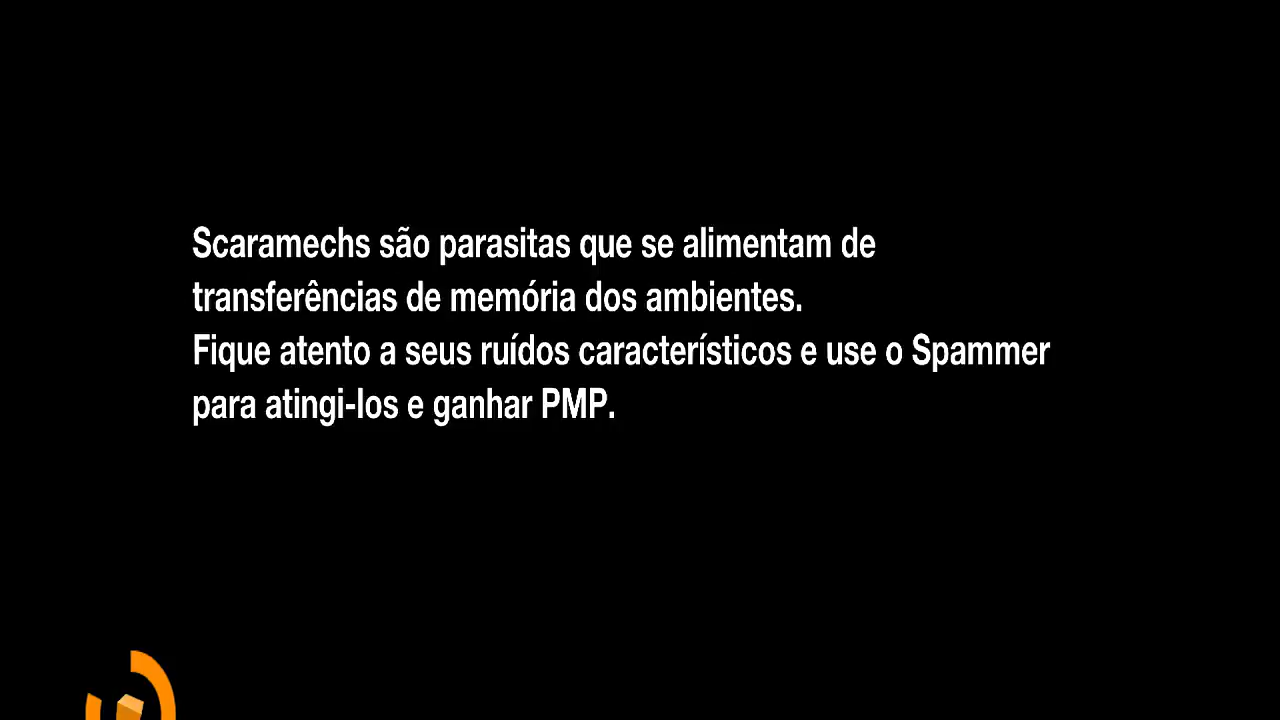 Scaramechs são parasitas que se alimentam de
transferências de memória dos ambientes.
Fique atento a seus ruídos característicos e use o Spammer
para atingi-los e ganhar PMP.